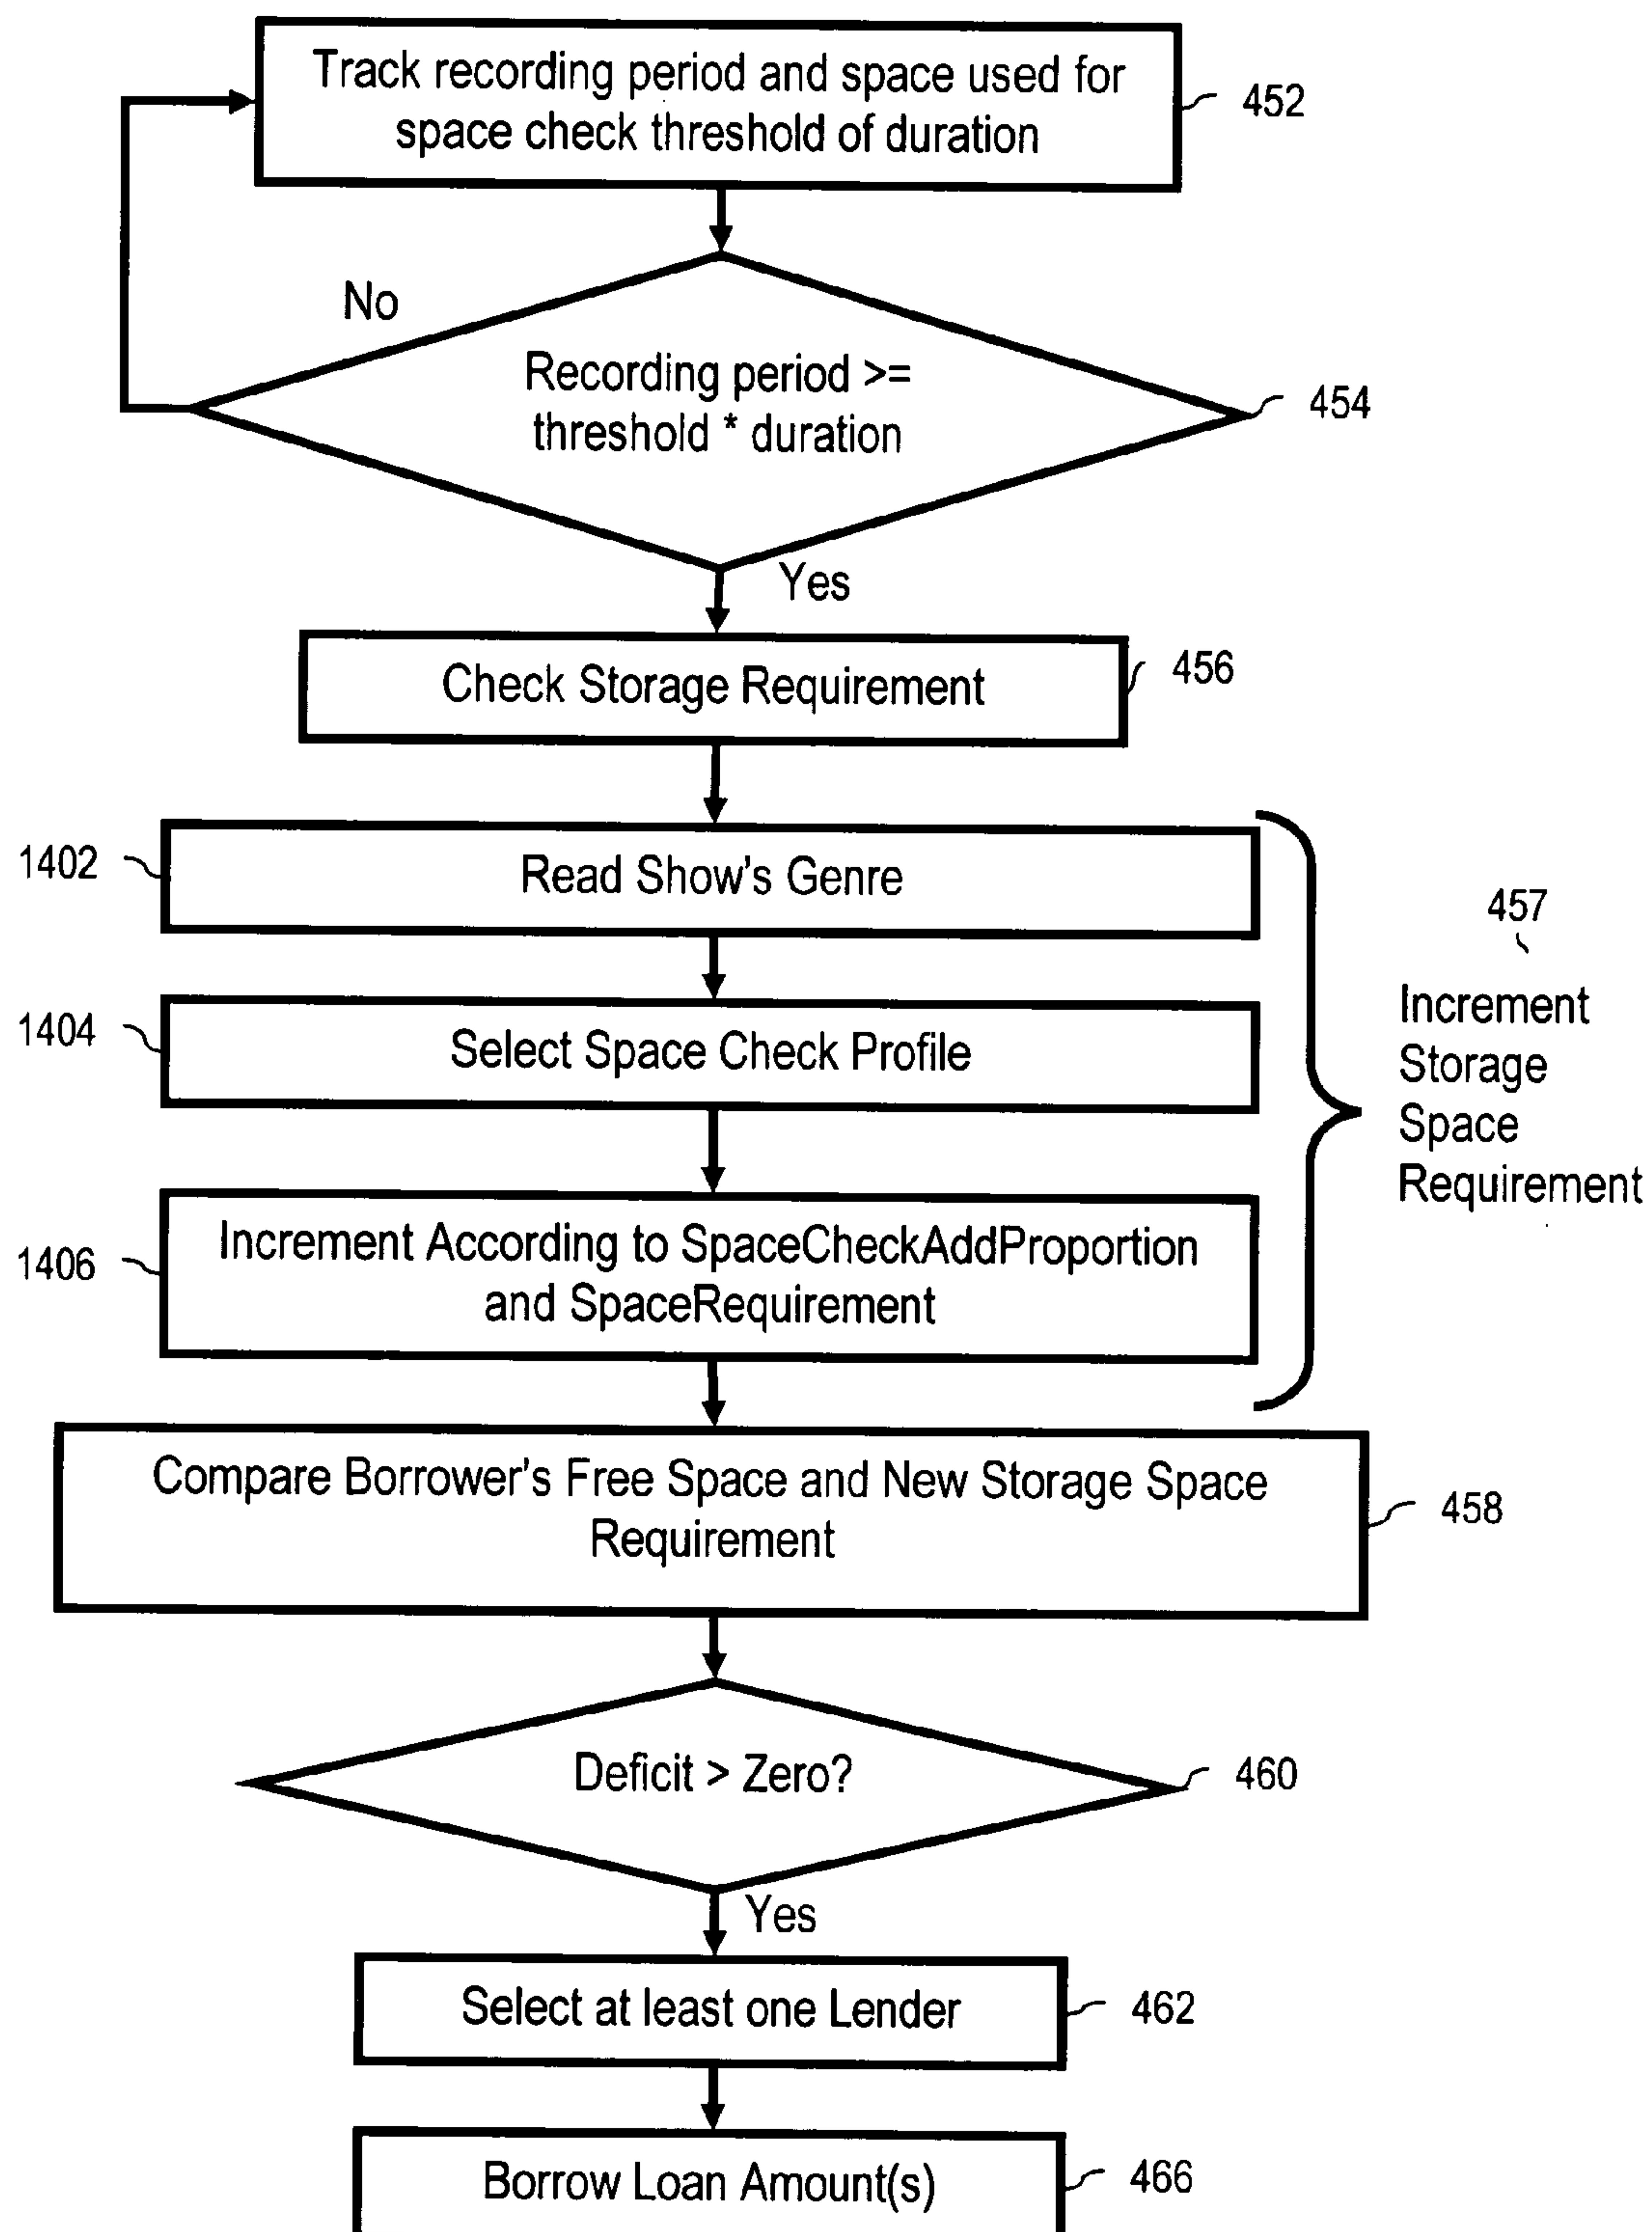 Track recording period and space used for
space check threshold of duration
452
No
Recording period >=
threshold * duration
454
Yes
Check Storage Requirement
456
1402
Read Show's Genre
457
1404
Select Space Check Profile
Increment
Storage
Space
Requirement
1406
Increment According to SpaceCheckAddProportion
and SpaceRequirement
Compare Borrower's Free Space and New Storage Space
Requirement
458
Deficit > Zero?
460
Yes
Select at least one Lender
462
Borrow Loan Amount(s)
466